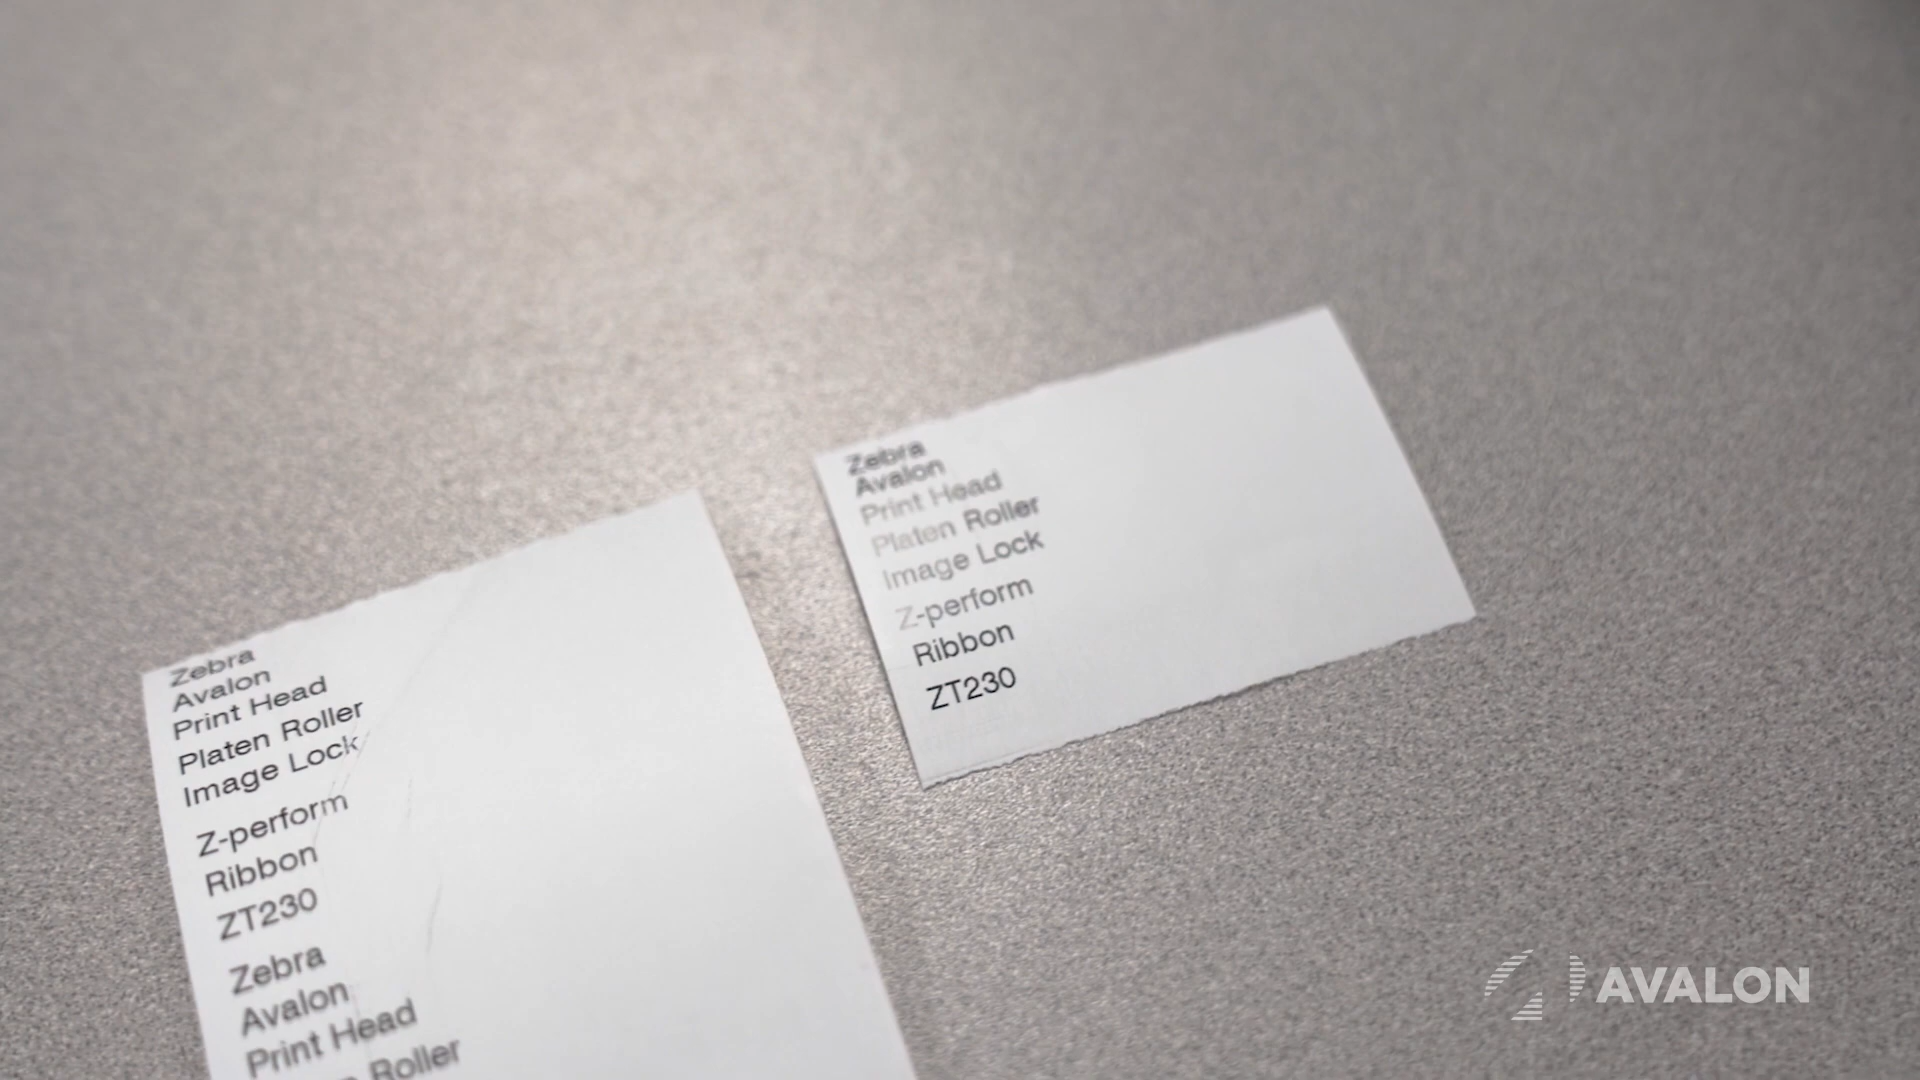 Zebra
Avalon
Print Head
Platen Roller
Image Lock
Z-perform
Ribbon
ZT230
Zebra
Avalon
Print Head
Roller
Zebra
Avalon
Print Head
Platen Roller
Image Lock
Z-perform
Ribbon
ZT230
AVALON